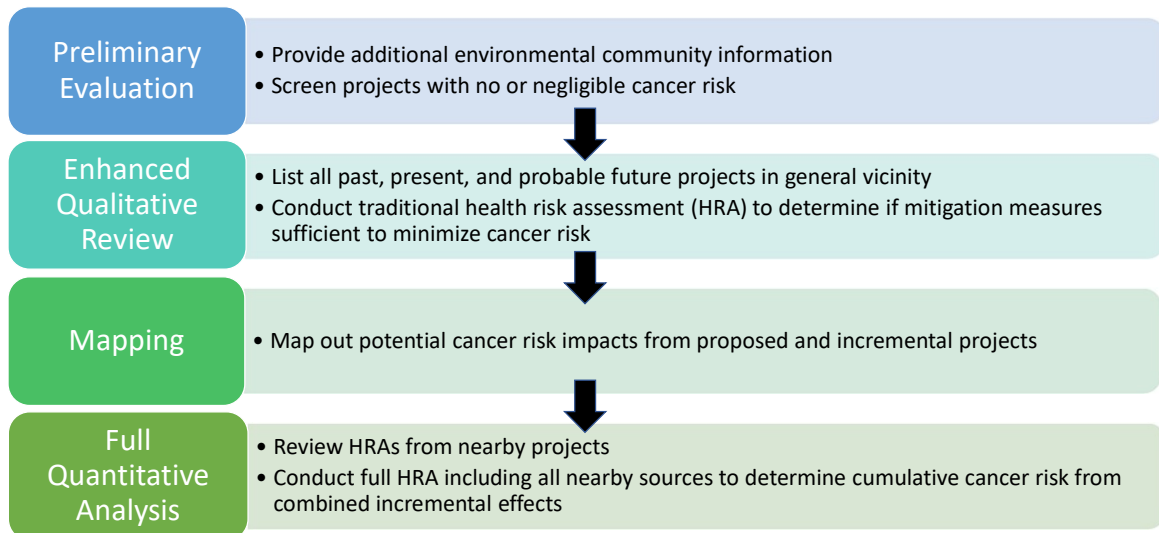 Preliminary
Evaluation
• Provide additional environmental community information
• Screen projects with no or negligible cancer risk
Enhanced
Qualitative
Review
• List all past, present, and probable future projects in general vicinity
• Conduct traditional health risk assessment (HRA) to determine if mitigation measures
sufficient to minimize cancer risk
Mapping
• Map out potential cancer risk impacts from proposed and incremental projects
Full
Quantitative
Analysis
• Review HRAs from nearby projects
• Conduct full HRA including all nearby sources to determine cumulative cancer risk from
combined incremental effects